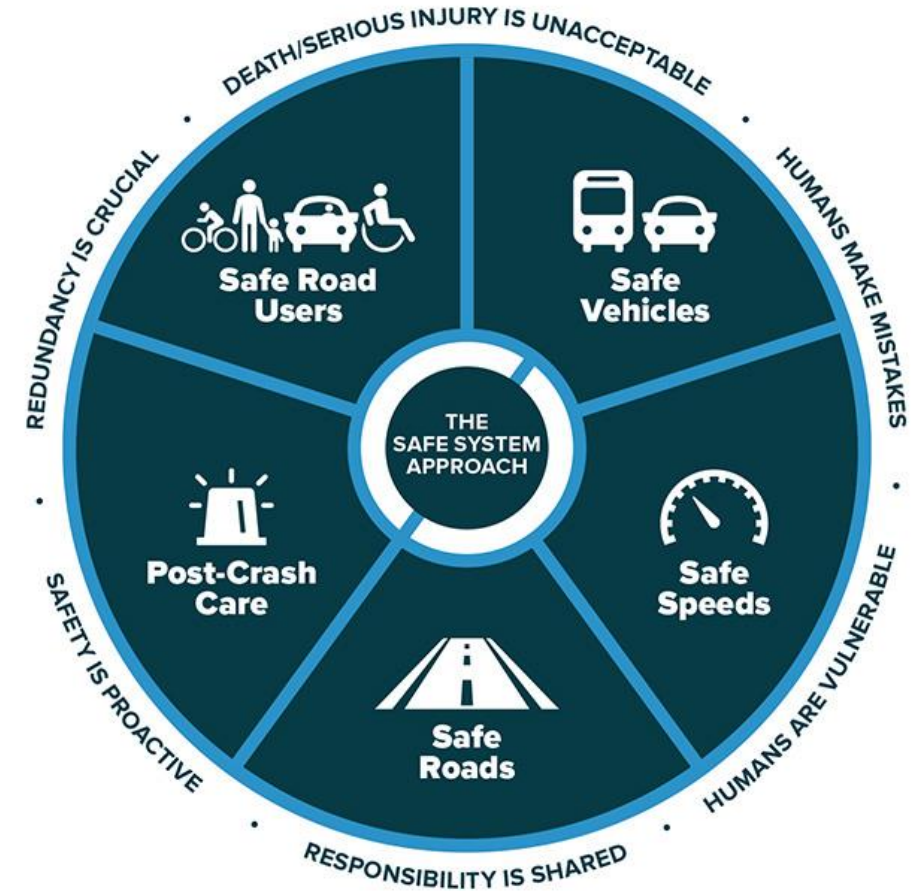 DEATH/SERIOUS INJURY IS UNACCEPTABLE
HUMANS MAKE MISTAKES
HUMANS ARE VULNERABLE
RESPONSIBILITY IS SHARED
SAFETY IS PROACTIVE
REDUNDANCY IS CRUCIAL
Safe Road
Users
Safe
Vehicles
THE
SAFE SYSTEM
APPROACH
Post-Crash
Care
Safe
Speeds
Safe
Roads